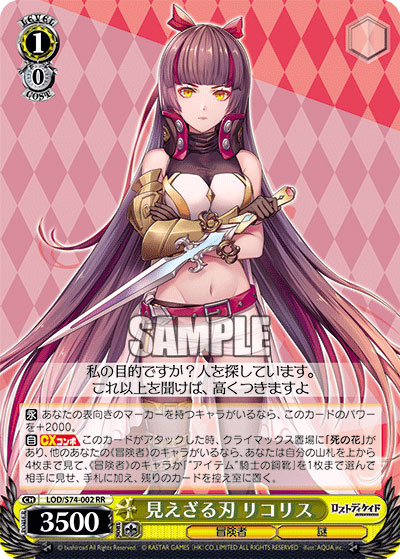 LEVEL
1
0
COST
SAMPLE
私の目的ですか？人を探しています。
これ以上を聞けば、高くつきますよ
永 あなたの表向きのマーカーを持つキャラがいるなら、このカードのパワー
を+2000。
自 CXコンボ このカードがアタックした時、クライマックス置場に「死の花」が
あり、他のあなたの《冒険者》のキャラがいるなら、あなたは自分の山札を上から
4枚まで見て、《冒険者》のキャラか“アイテム”騎士の鋼靴を1枚まで選んで
相手に見せ、手札に加え、残りのカードを控え室に置く。
CH LOD/S74-002 RR
3500
見えざる刃 リコリス
ロストディケイド
冒険者
謎
© bushiroad All Rights Reserved. © RASTAR GAMES (HK) CO.,LIMITED ALL RIGHTS RESERVED. illust.AQUA.inc.